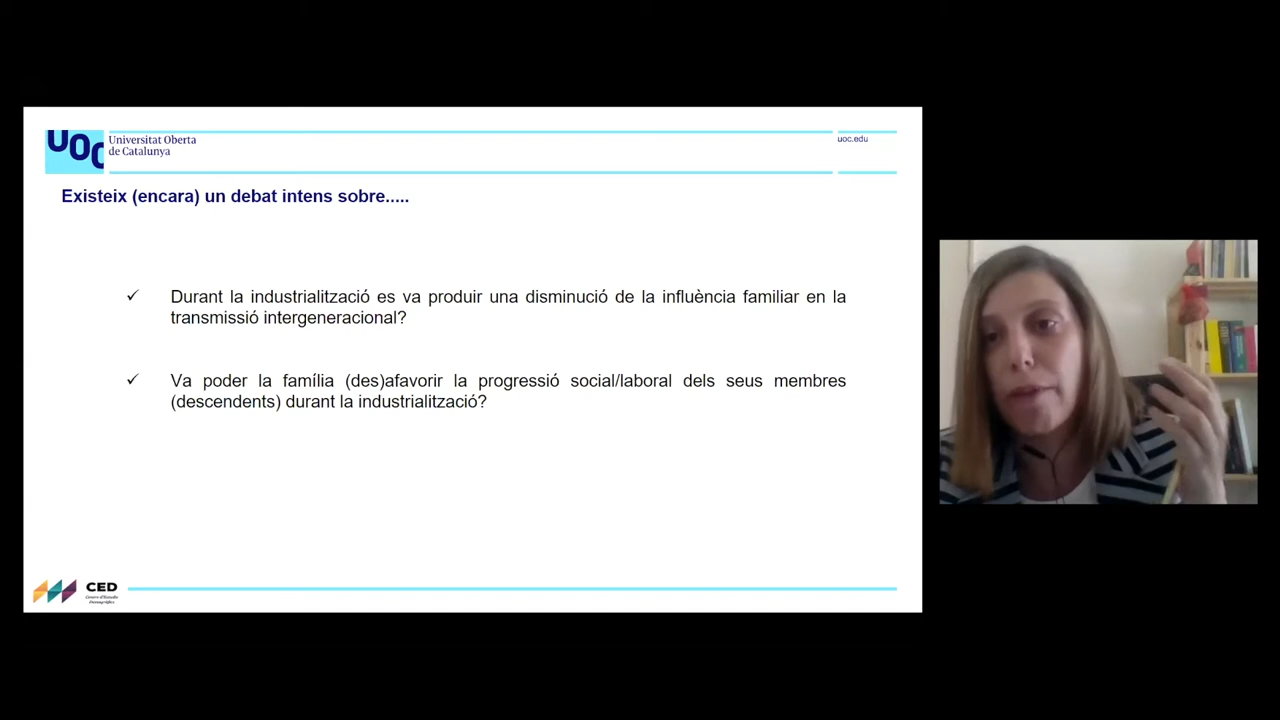 UOC
Universitat Oberta
de Catalunya
uoc.edu
Existeix (encara) un debat intens sobre.....
✓ Durant la industrialització es va produir una disminució de la influència familiar en la
transmissió intergeneracional?
✓ Va poder la família (des)afavorir la progressió social/laboral dels seus membres
(descendents) durant la industrialització?
CED